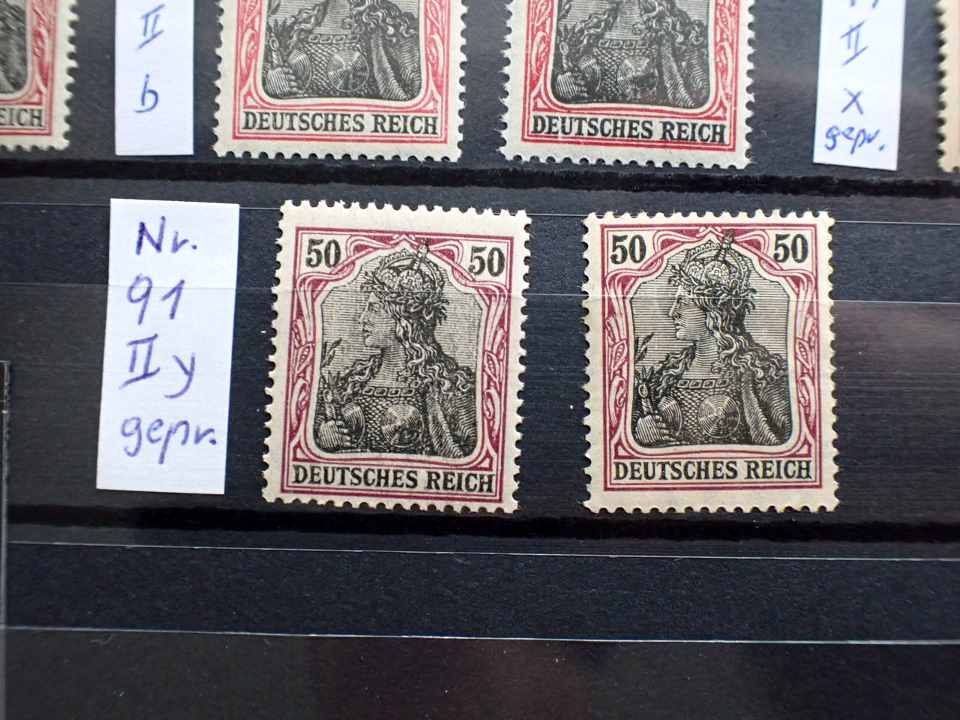 EICH
II
b
DEUTSCHES REICH
DEUTSCHES REICH
II
x
gepr.
Nr.
91
II y
gepr.
50 50
DEUTSCHES REICH
50 50
DEUTSCHES REICH